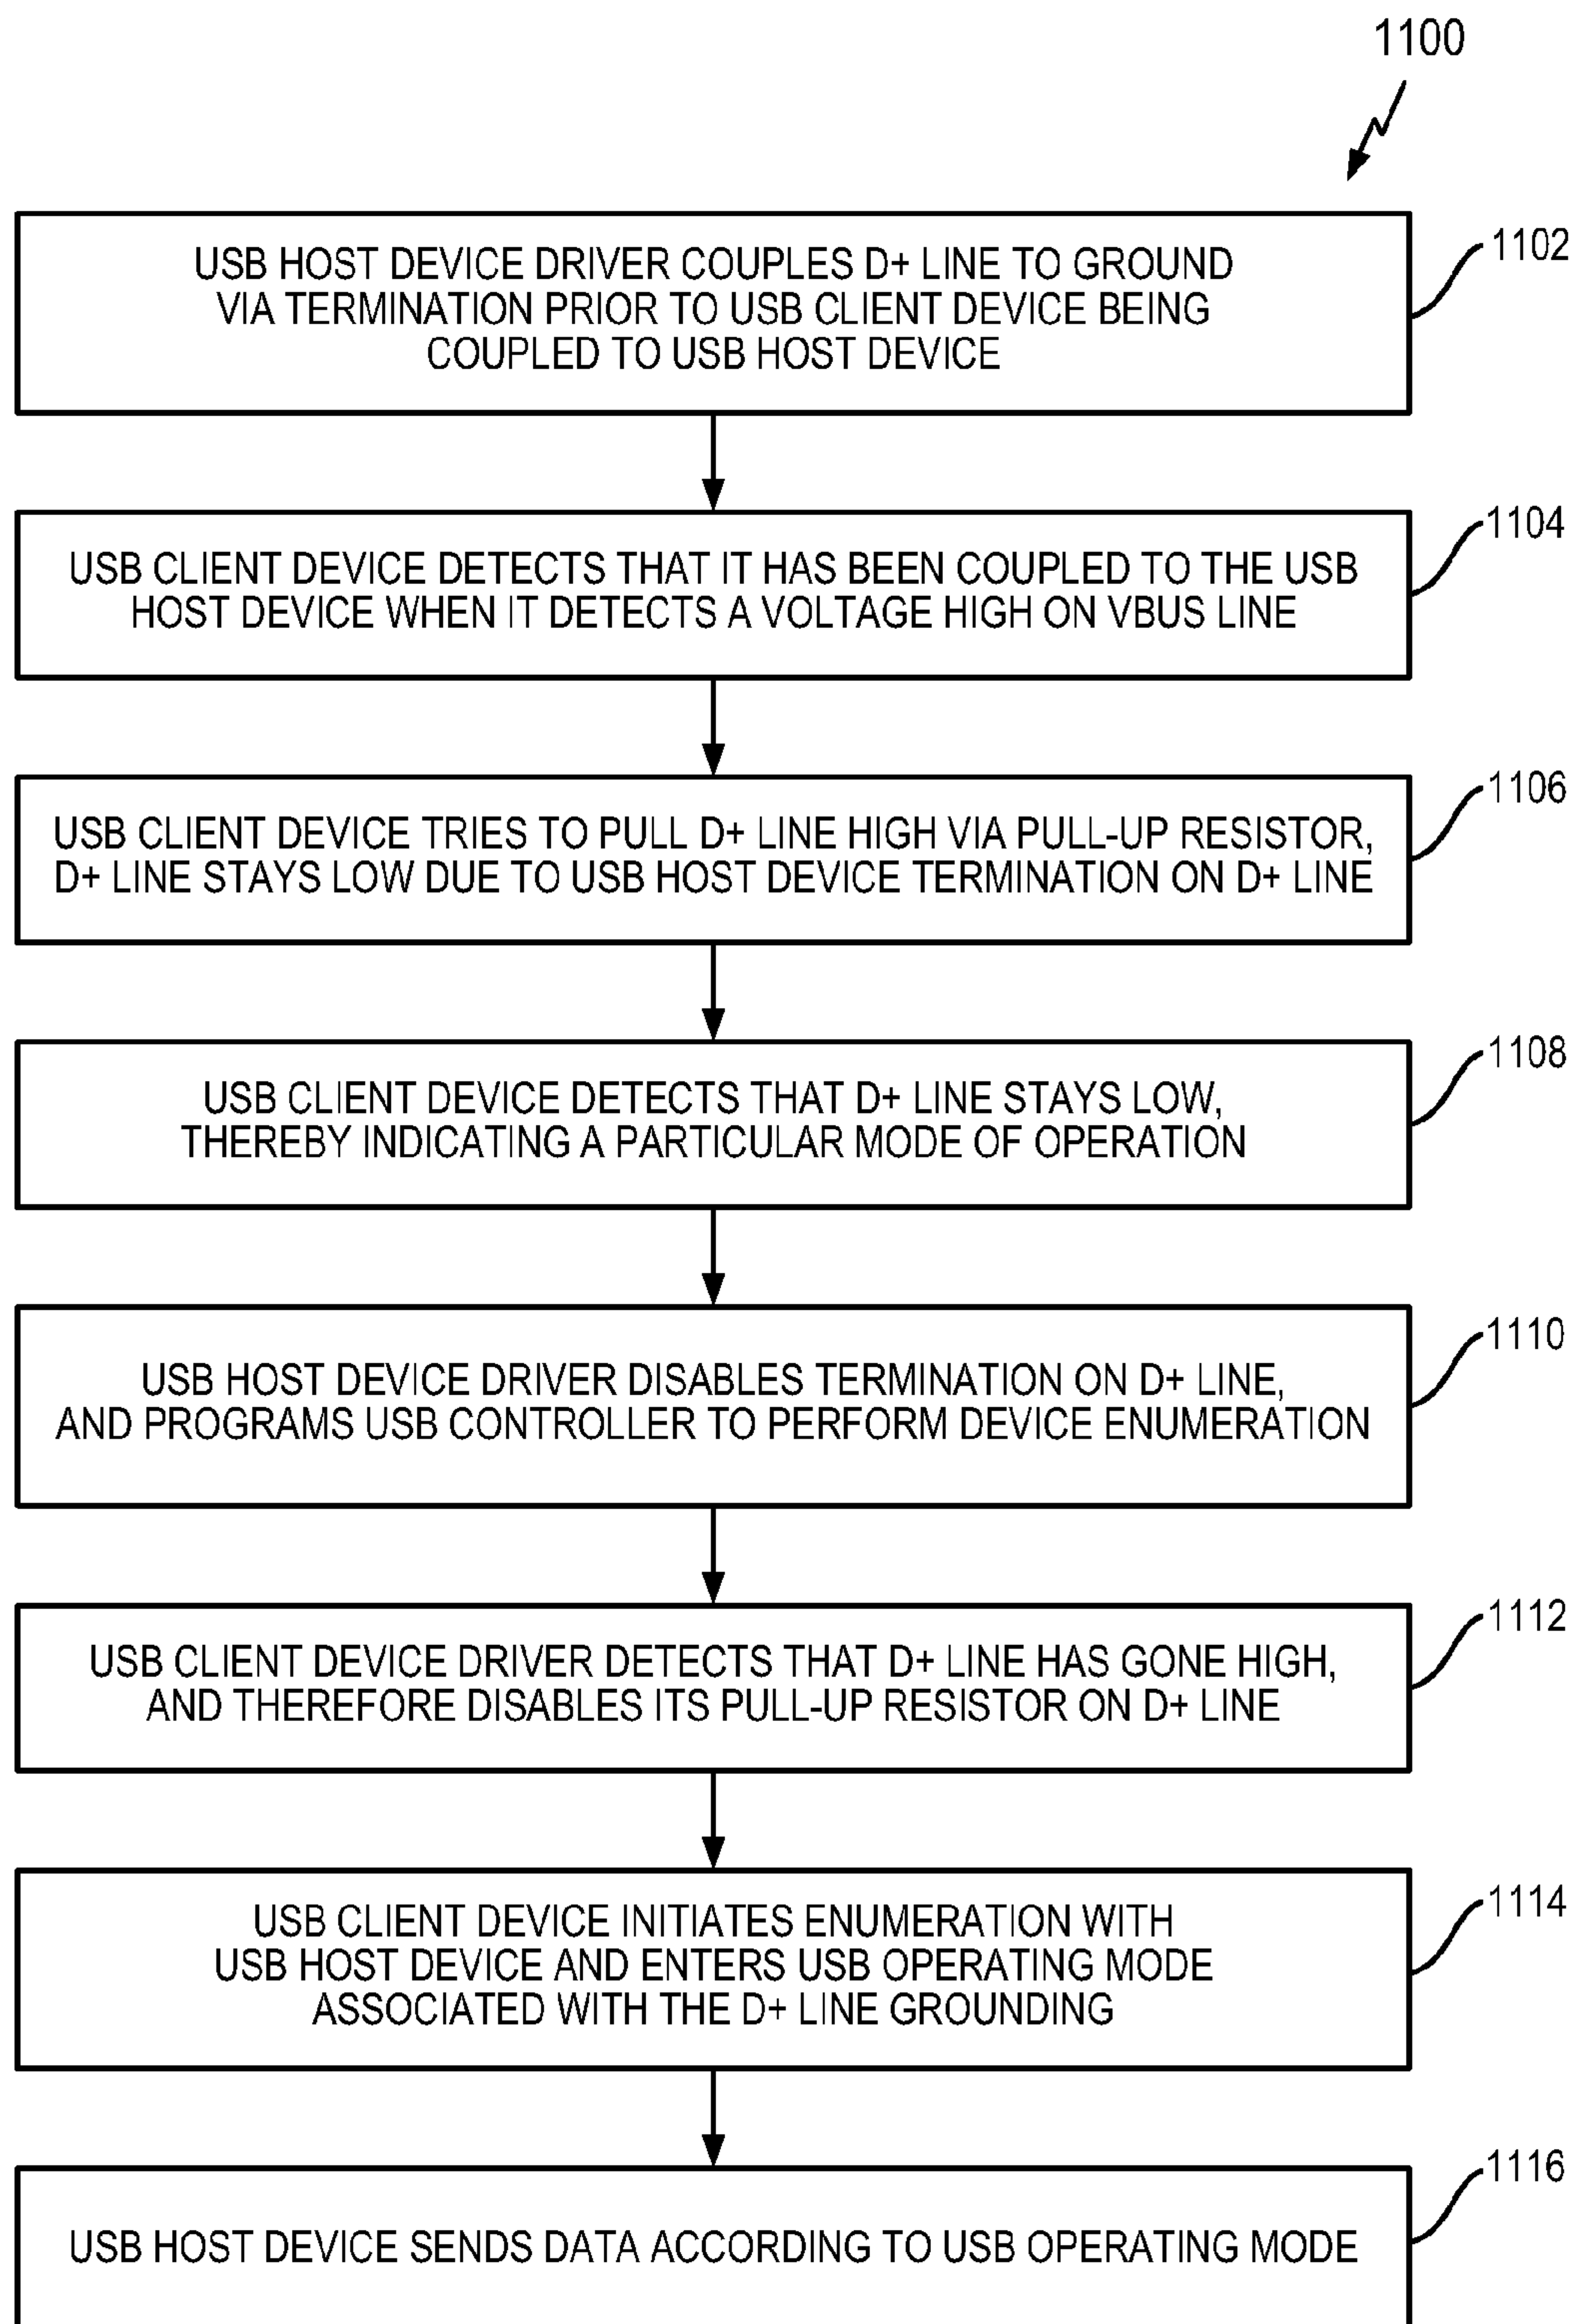 1100
USB HOST DEVICE DRIVER COUPLES D+ LINE TO GROUND
VIA TERMINATION PRIOR TO USB CLIENT DEVICE BEING
COUPLED TO USB HOST DEVICE
1102
USB CLIENT DEVICE DETECTS THAT IT HAS BEEN COUPLED TO THE USB
HOST DEVICE WHEN IT DETECTS A VOLTAGE HIGH ON VBUS LINE
1104
USB CLIENT DEVICE TRIES TO PULL D+ LINE HIGH VIA PULL-UP RESISTOR,
D+ LINE STAYS LOW DUE TO USB HOST DEVICE TERMINATION ON D+ LINE
1106
USB CLIENT DEVICE DETECTS THAT D+ LINE STAYS LOW,
THEREBY INDICATING A PARTICULAR MODE OF OPERATION
1108
USB HOST DEVICE DRIVER DISABLES TERMINATION ON D+ LINE,
AND PROGRAMS USB CONTROLLER TO PERFORM DEVICE ENUMERATION
1110
USB CLIENT DEVICE DRIVER DETECTS THAT D+ LINE HAS GONE HIGH,
AND THEREFORE DISABLES ITS PULL-UP RESISTOR ON D+ LINE
1112
USB CLIENT DEVICE INITIATES ENUMERATION WITH
USB HOST DEVICE AND ENTERS USB OPERATING MODE
ASSOCIATED WITH THE D+ LINE GROUNDING
1114
USB HOST DEVICE SENDS DATA ACCORDING TO USB OPERATING MODE
1116